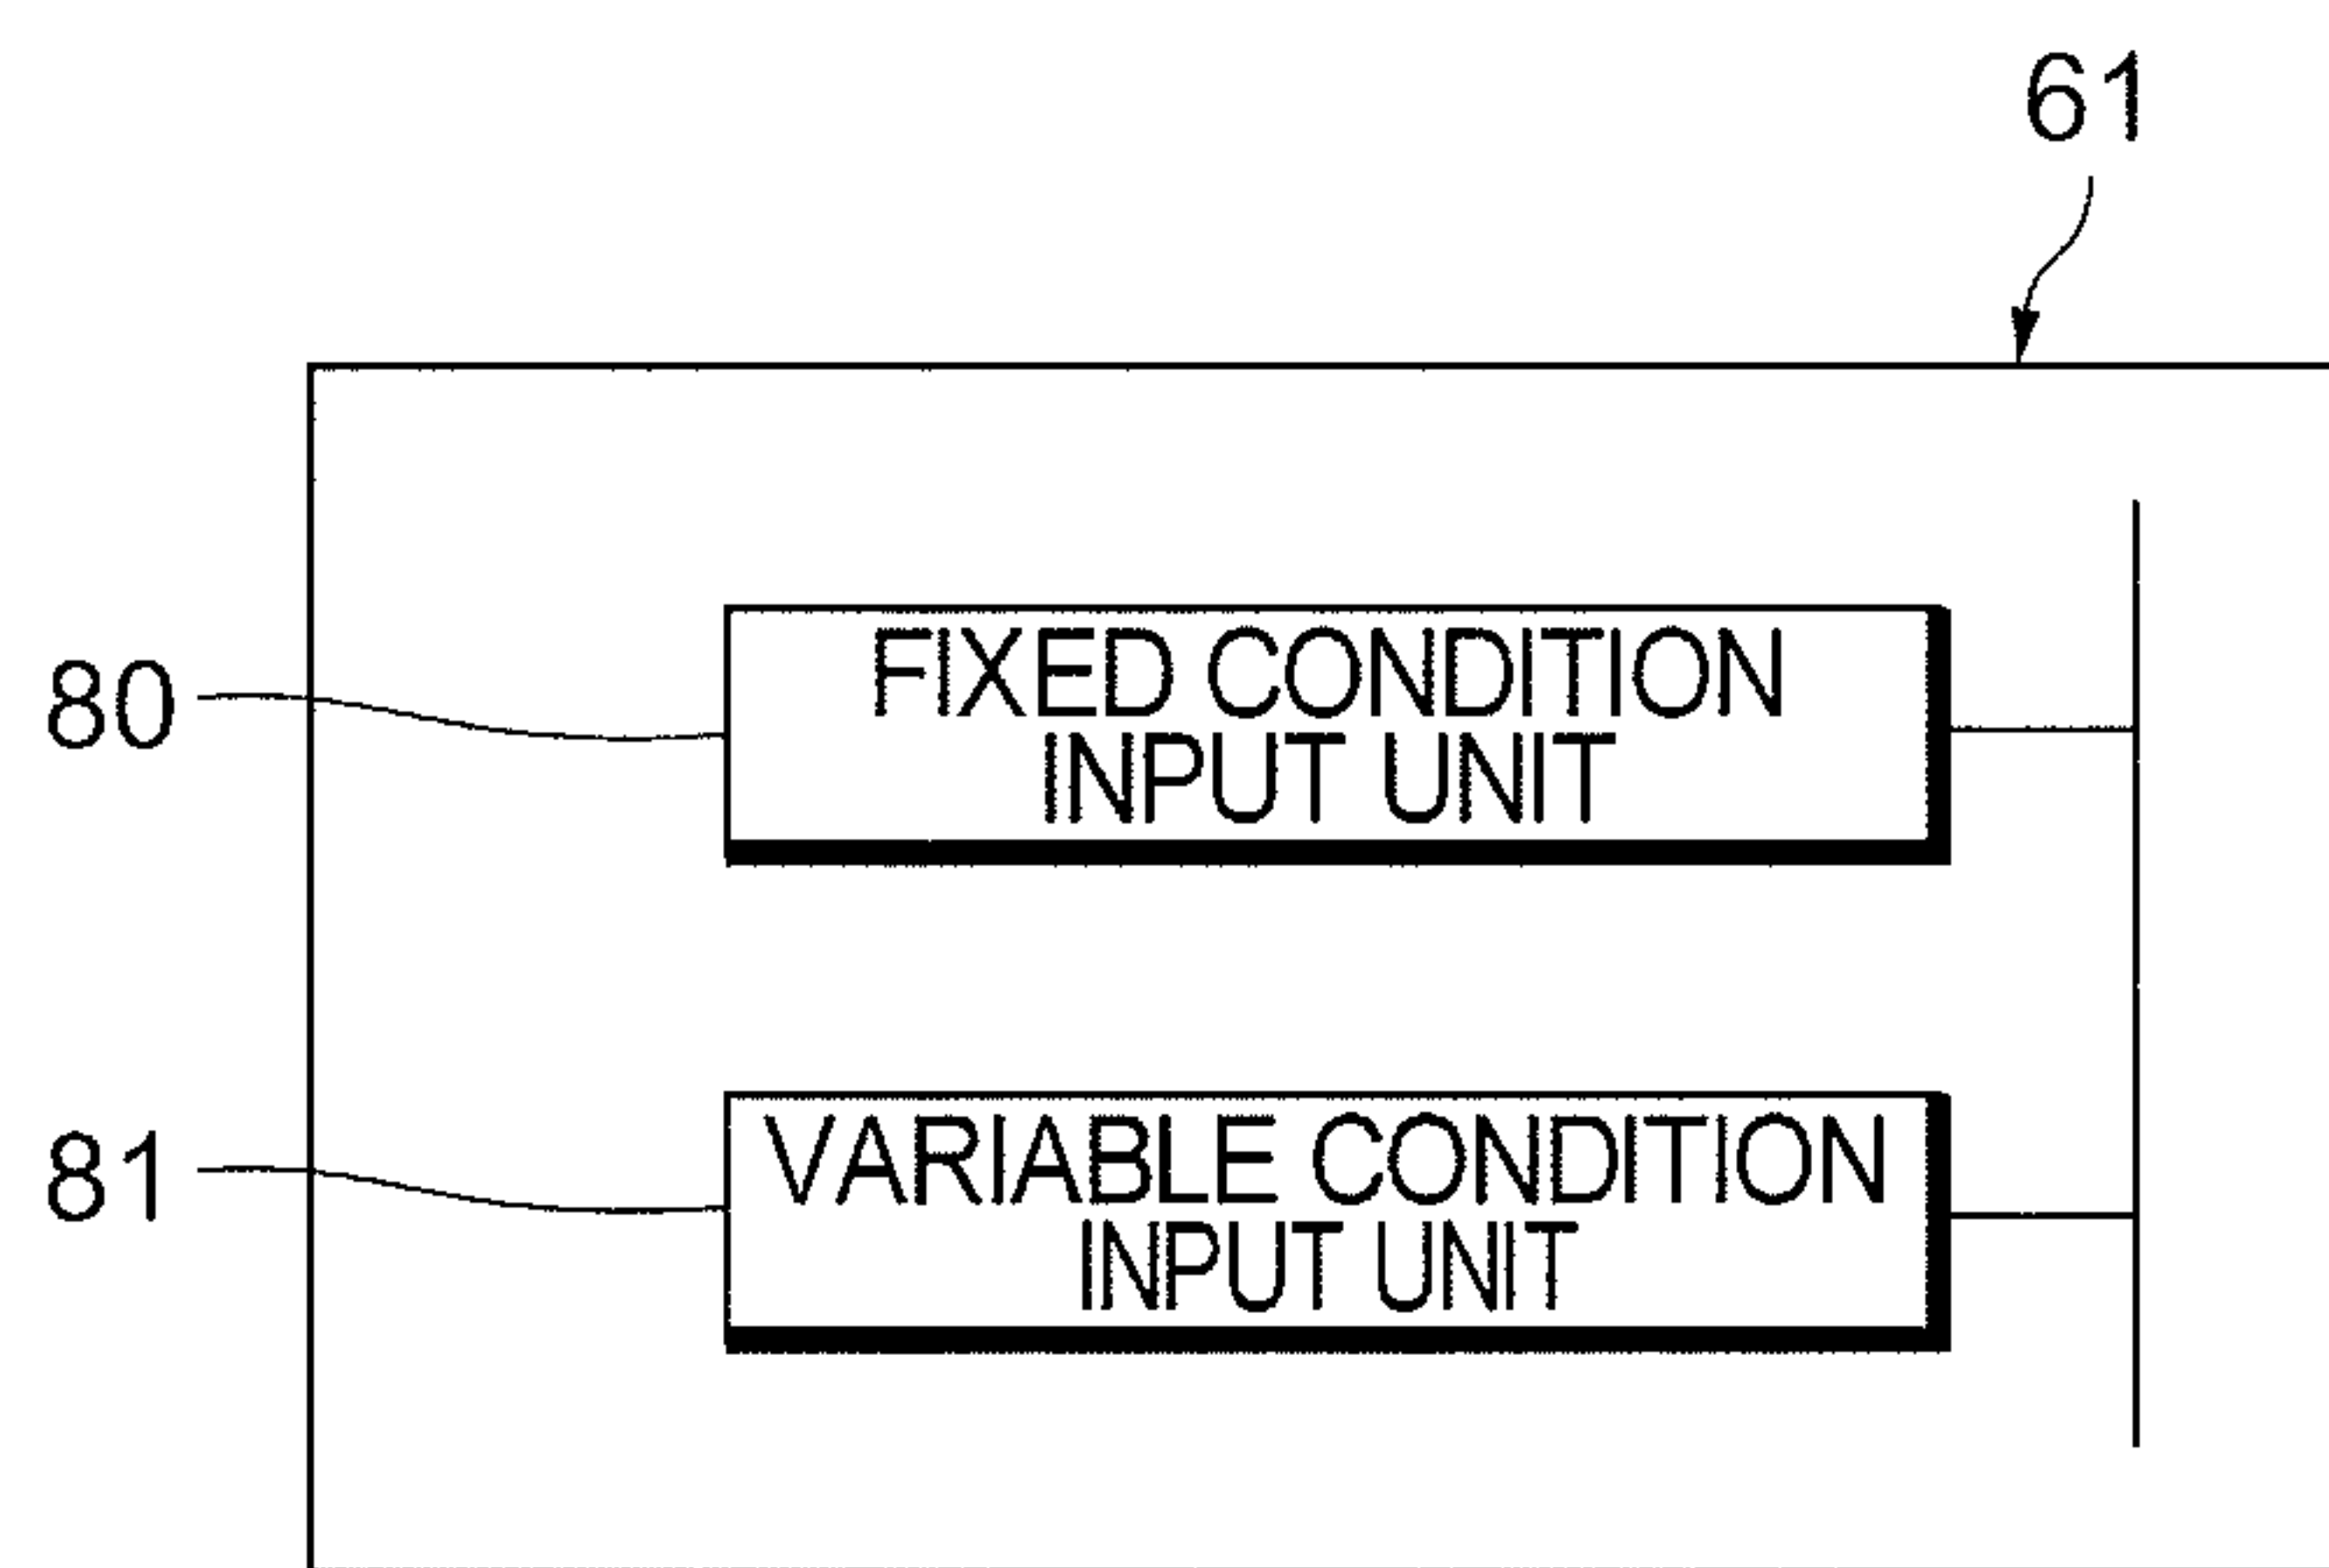 61
80
FIXED CONDITION
INPUT UNIT
81
VARIABLE CONDITION
INPUT UNIT